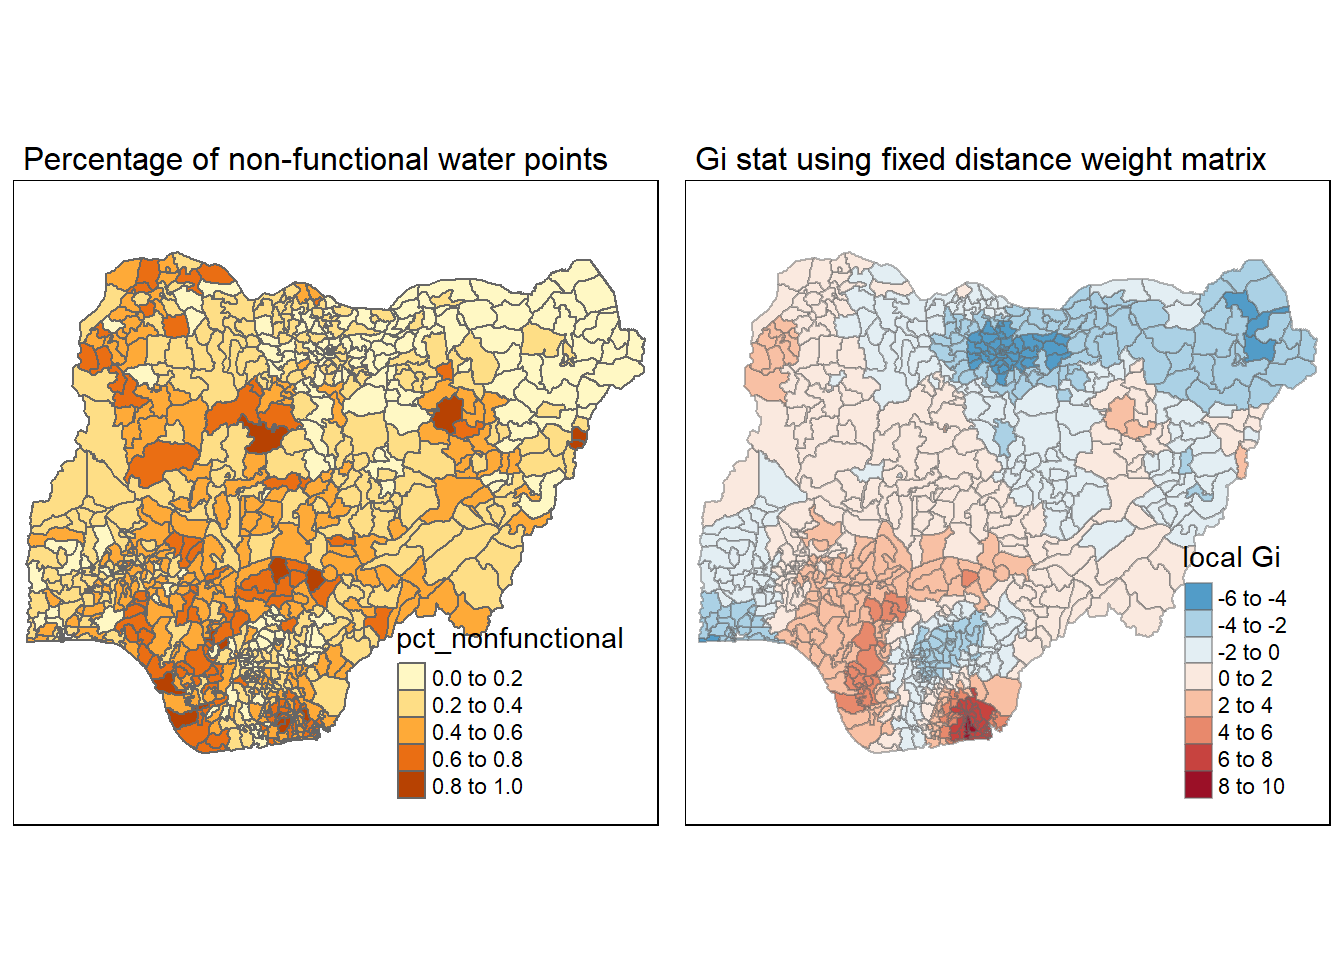 Percentage of non-functional water points
pct_nonfunctional
0.0 to 0.2
0.2 to 0.4
0.4 to 0.6
0.6 to 0.8
0.8 to 1.0
Gi stat using fixed distance weight matrix
local Gi
-6 to -4
-4 to -2
-2 to 0
0 to 2
2 to 4
4 to 6
6 to 8
8 to 10